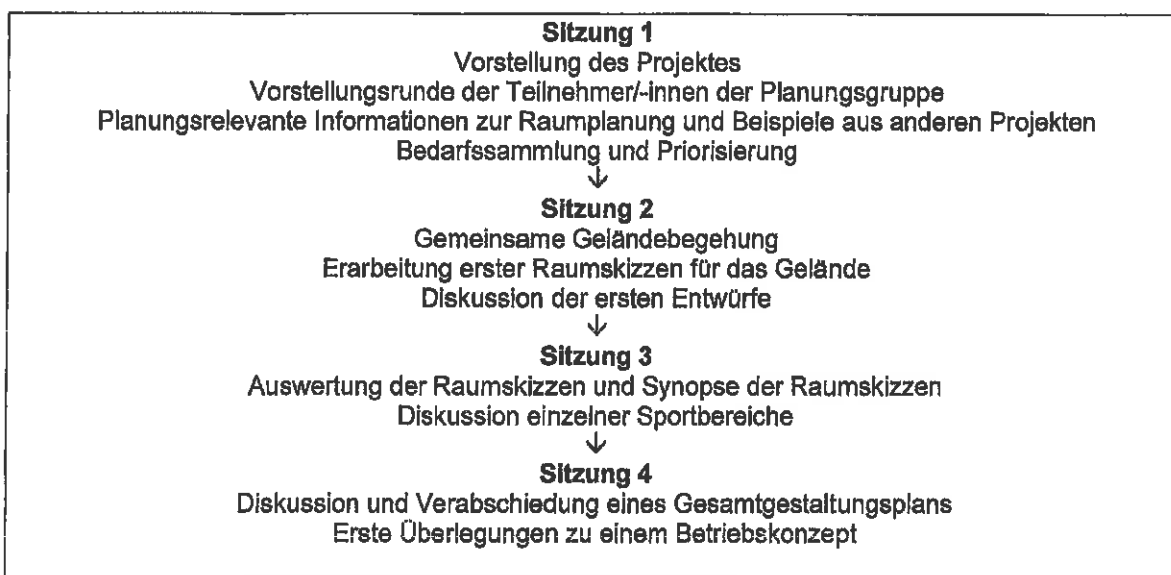 Sitzung 1
Vorstellung des Projektes
Vorstellungsrunde der Teilnehmer/-innen der Planungsgruppe
Planungsrelevante Informationen zur Raumplanung und Beispiele aus anderen Projekten
Bedarfssammlung und Priorisierung
↓
Sitzung 2
Gemeinsame Geländebegehung
Erarbeitung erster Raumskizzen für das Gelände
Diskussion der ersten Entwürfe
↓
Sitzung 3
Auswertung der Raumskizzen und Synopse der Raumskizzen
Diskussion einzelner Sportbereiche
↓
Sitzung 4
Diskussion und Verabschiedung eines Gesamtgestaltungsplans
Erste Überlegungen zu einem Betriebskonzept